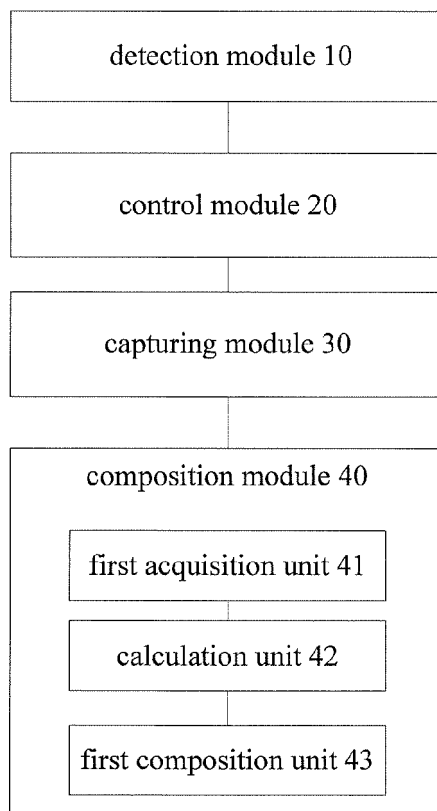 detection module 10
control module 20
capturing module 30
composition module 40
first acquisition unit 41
calculation unit 42
first composition unit 43